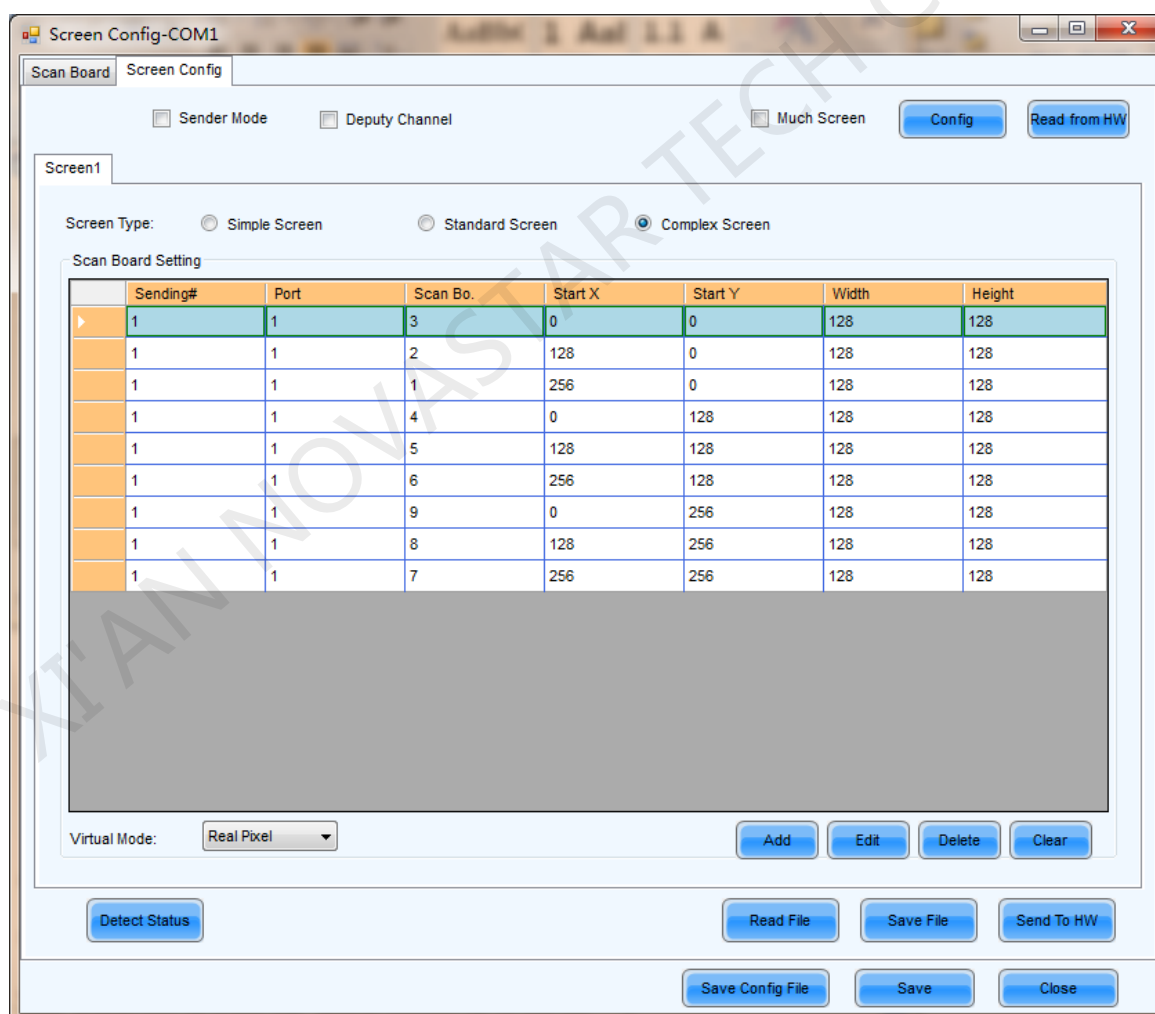 Screen Config-COM1
Scan Board Screen Config
Sender Mode Deputy Channel Much Screen Config Read from HW
Screen1
Screen Type: Simple Screen Standard Screen Complex Screen
Scan Board Setting
Sending# Port Scan Bo. Start X Start Y Width Height
1 1 3 0 0 128 128
1 1 2 128 0 128 128
1 1 1 256 0 128 128
1 1 4 0 128 128 128
1 1 5 128 128 128 128
1 1 6 256 128 128 128
1 1 9 0 256 128 128
1 1 8 128 256 128 128
1 1 7 256 256 128 128
Virtual Mode: Real Pixel Add Edit Delete Clear
Detect Status Read File Save File Send To HW
Save Config File Save Close
XI'AN NOVASTAR TECH